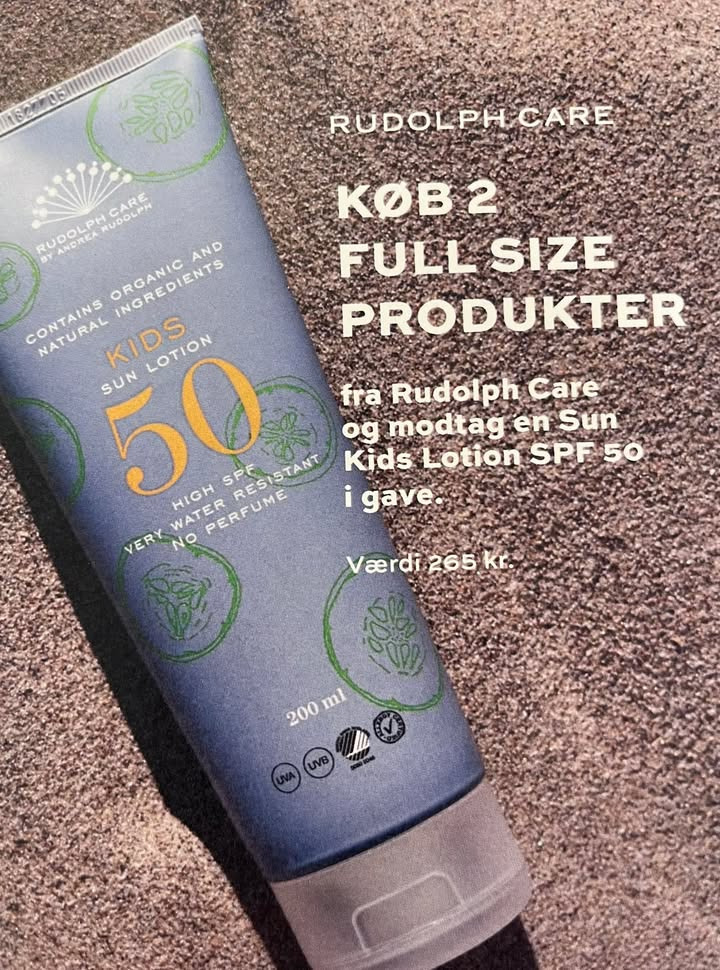 RUDOLPH CARE
BY ANDREA RUDOLPH
CONTAINS ORGANIC AND
NATURAL INGREDIENTS
KIDS
SUN LOTION
50
HIGH SPF
VERY WATER RESISTANT
NO PERFUME
200 ml
UVA
UVB
RUDOLPH CARE
KØB 2
FULL SIZE
PRODUKTER
fra Rudolph Care
og modtag en Sun
Kids Lotion SPF 50
i gave.
Værdi 265 kr.